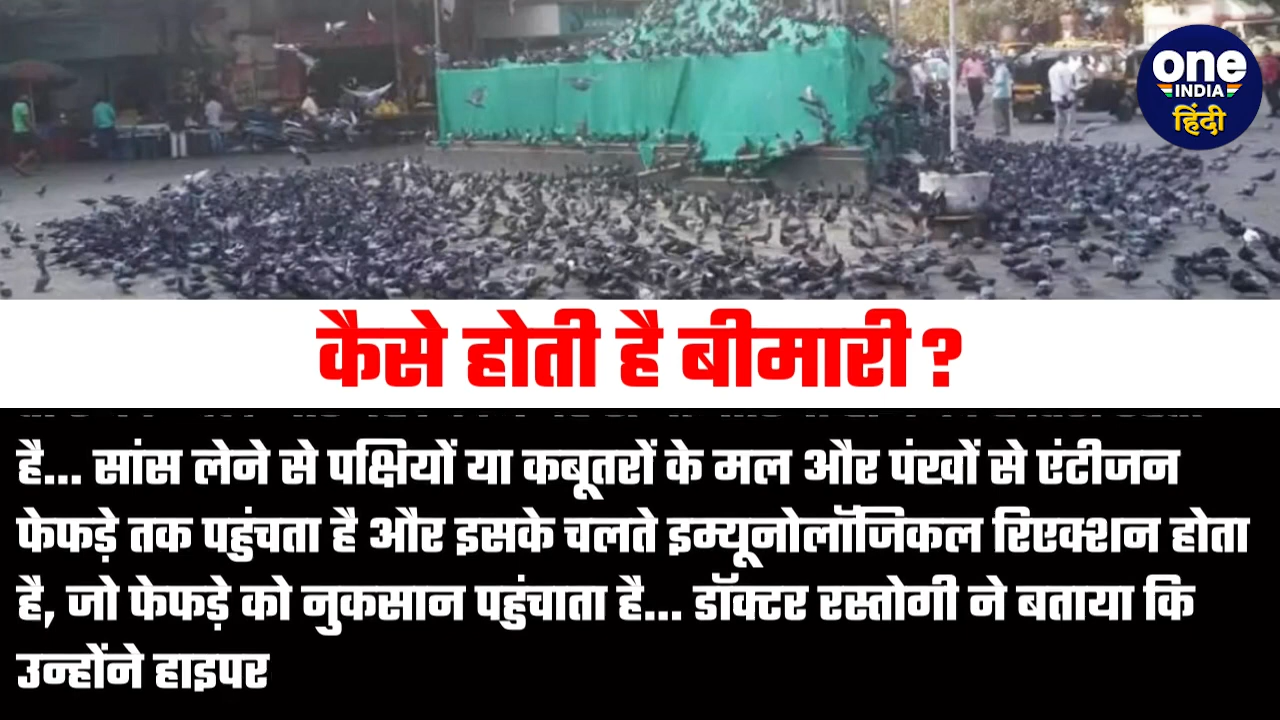 one
INDIA
हिंदी
कैसे होती है बीमारी?
है... सांस लेने से पक्षियों या कबूतरों के मल और पंखों से एंटीजन
फेफड़े तक पहुंचता है और इसके चलते इम्यूनोलॉजिकल रिएक्शन होता
है, जो फेफड़े को नुकसान पहुंचाता है... डॉक्टर रस्तोगी ने बताया कि
उन्होंने हाइपर